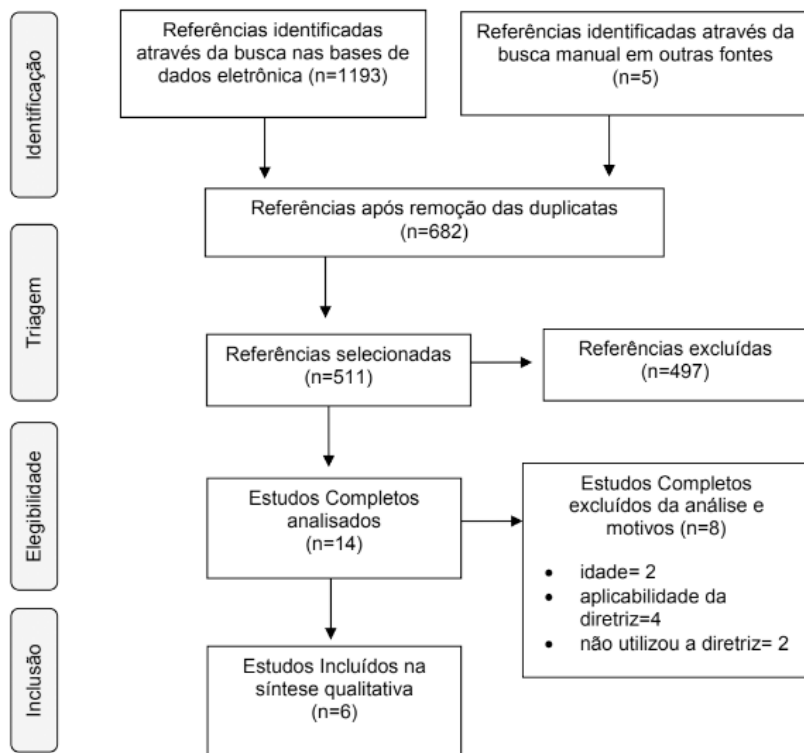 Identificação
Referências identificadas
através da busca nas bases de
dados eletrônica (n=1193)
Referências identificadas através da
busca manual em outras fontes
(n=5)
Referências após remoção das duplicatas
(n=682)
Triagem
Referências selecionadas
(n=511)
Referências excluídas
(n=497)
Elegibilidade
Estudos Completos
analisados
(n=14)
Estudos Completos
excluídos da análise e
motivos (n=8)
• idade= 2
• aplicabilidade da
diretriz=4
• não utilizou a diretriz= 2
Inclusão
Estudos Incluídos na
síntese qualitativa
(n=6)